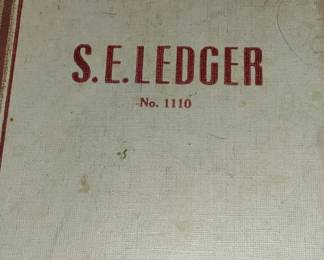 S.E. LEDGER
No. 1110